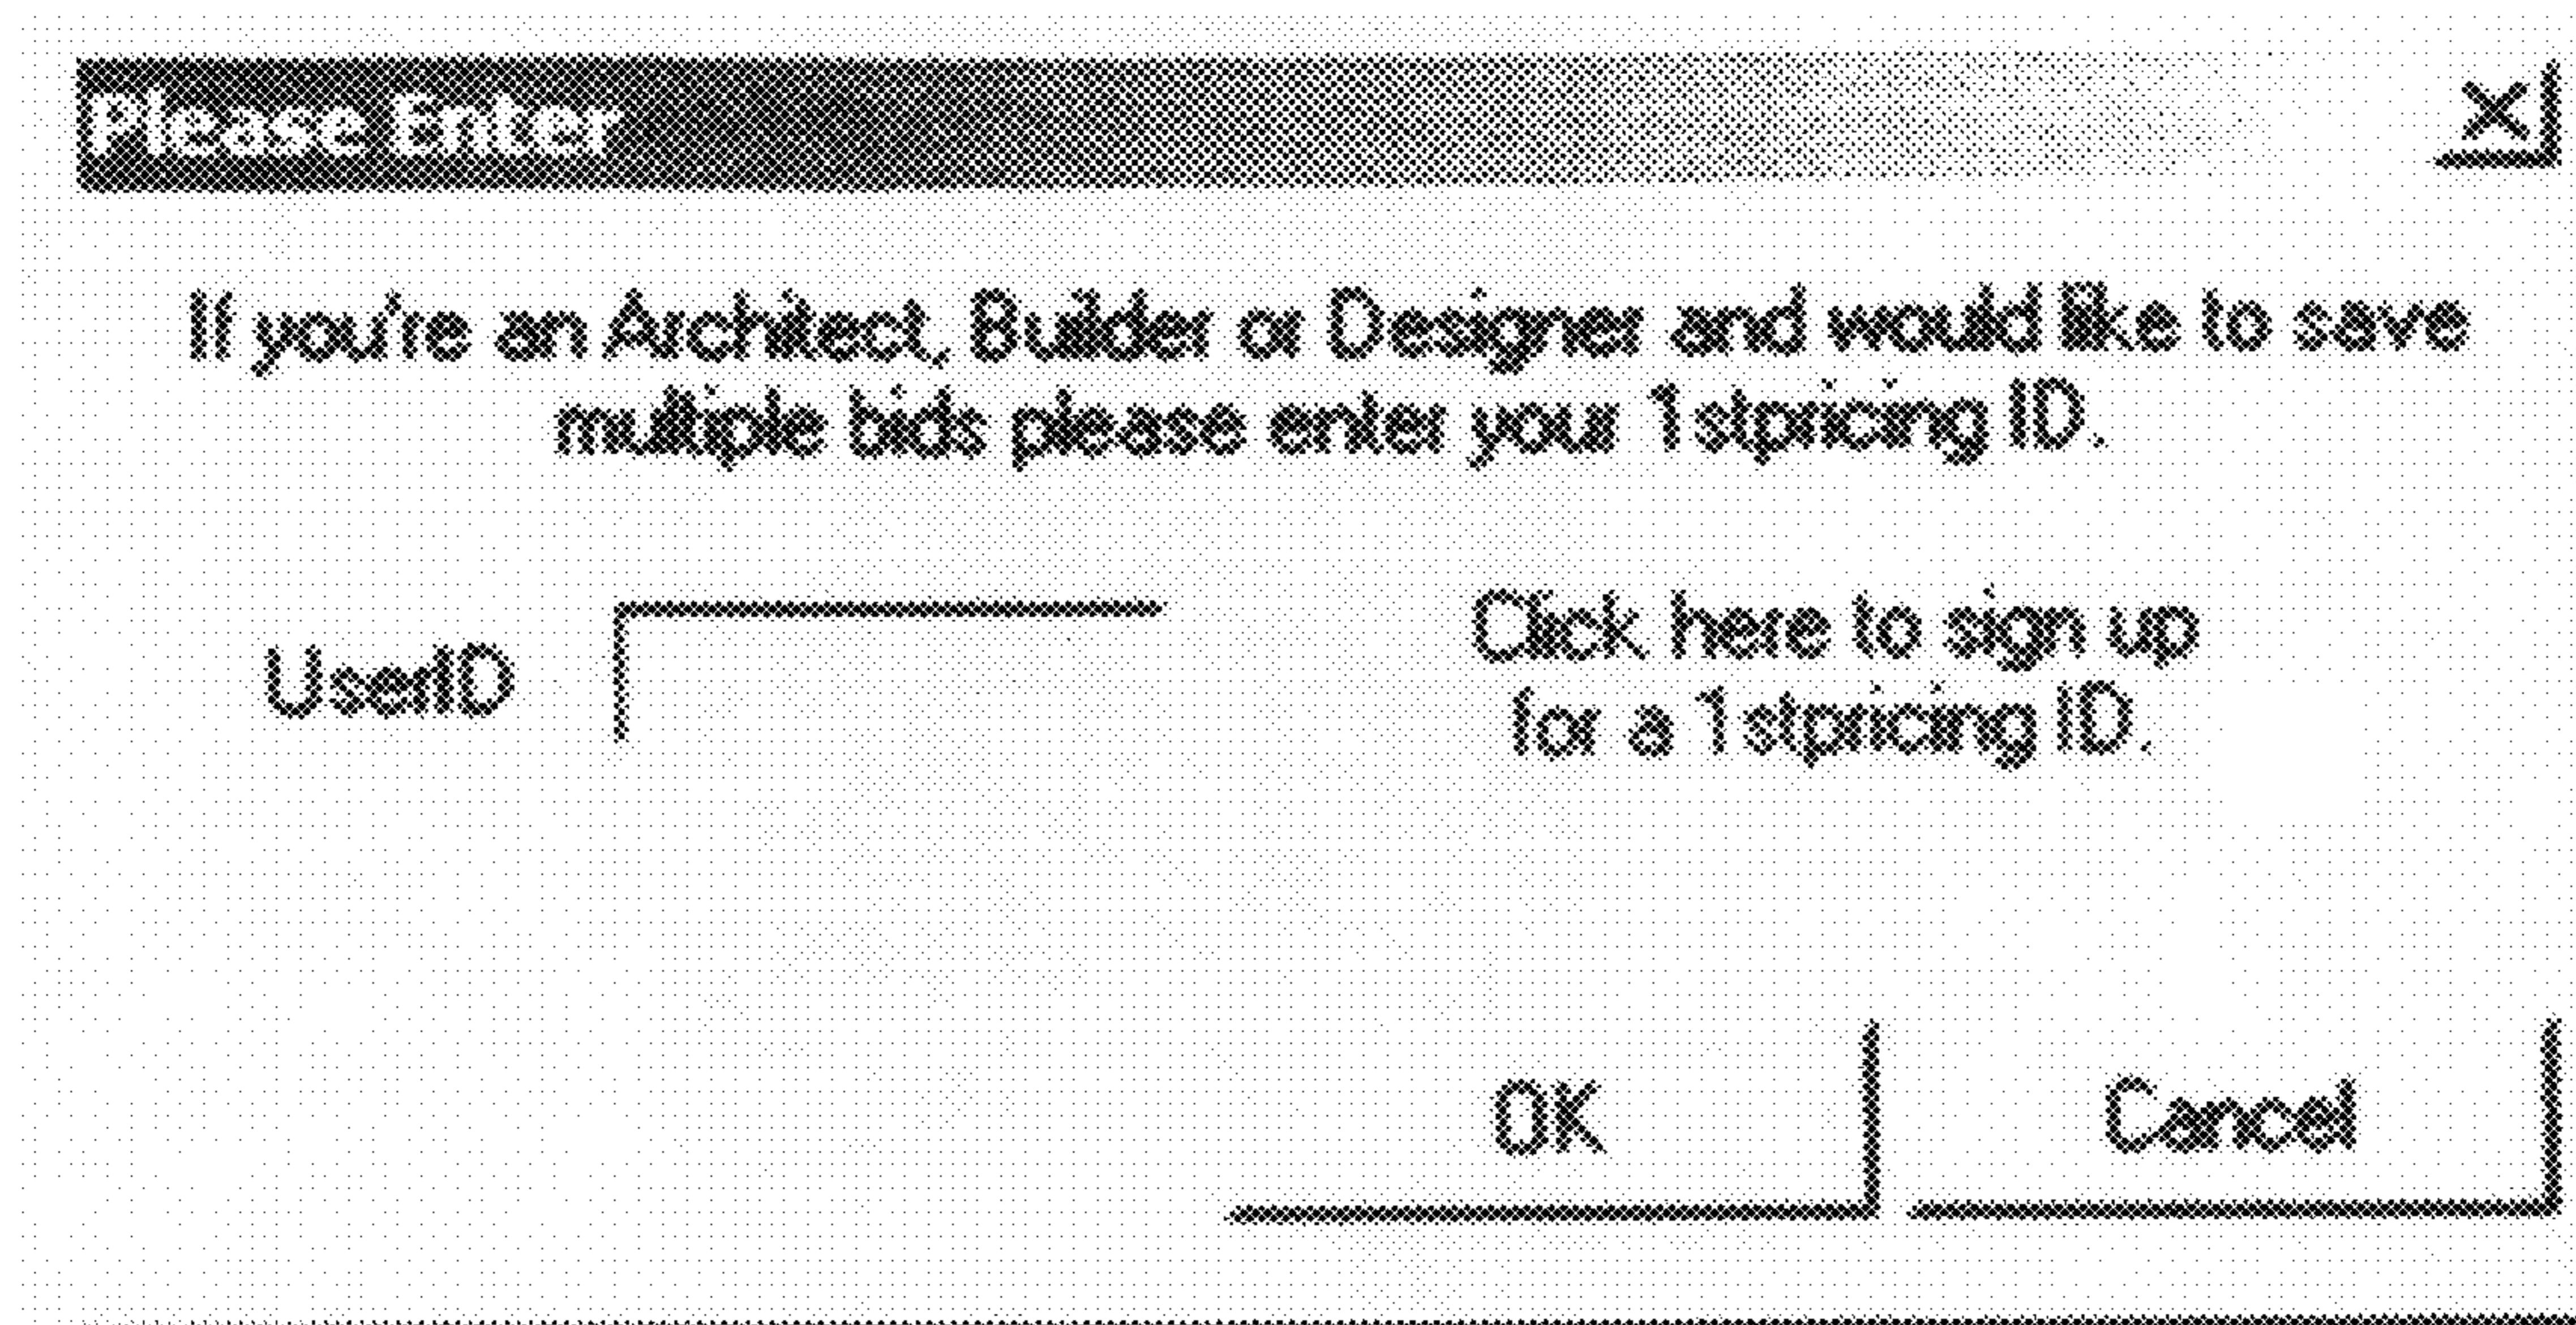 Please Enter
If you're an Architect, Builder or Designer and would like to save
multiple bids please enter your 1stpricing ID.
UserID
Click here to sign up
for a 1stpricing ID.
OK
Cancel